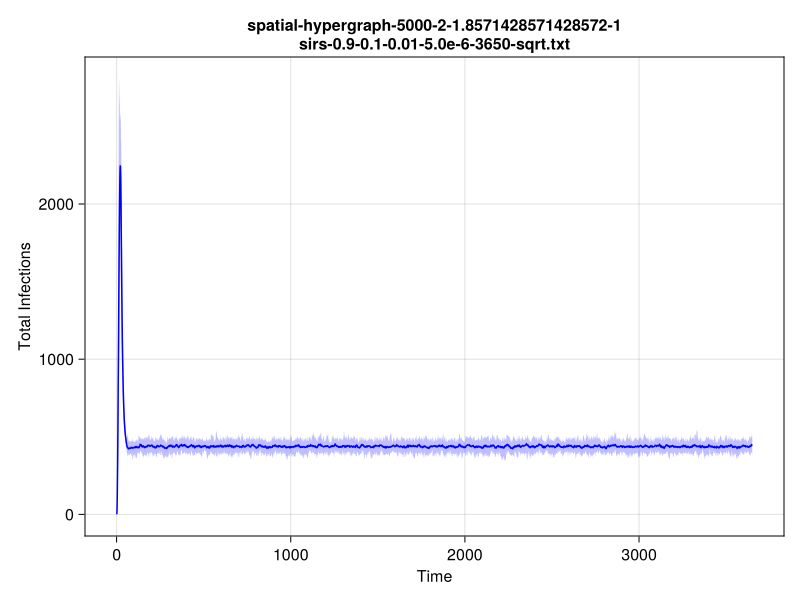 spatial-hypergraph-5000-2-1.8571428571428572-1
sirs-0.9-0.1-0.01-5.0e-6-3650-sqrt.txt
Total Infections
2000
1000
0
0
1000
2000
3000
Time